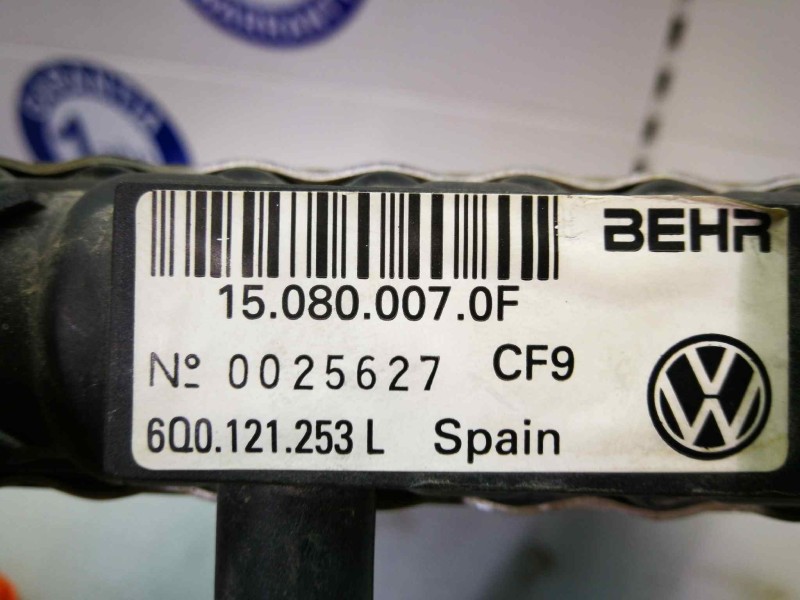 BEHR
15.080.007.0F
Nº 0025627 CF9
6Q0.121.253 L Spain